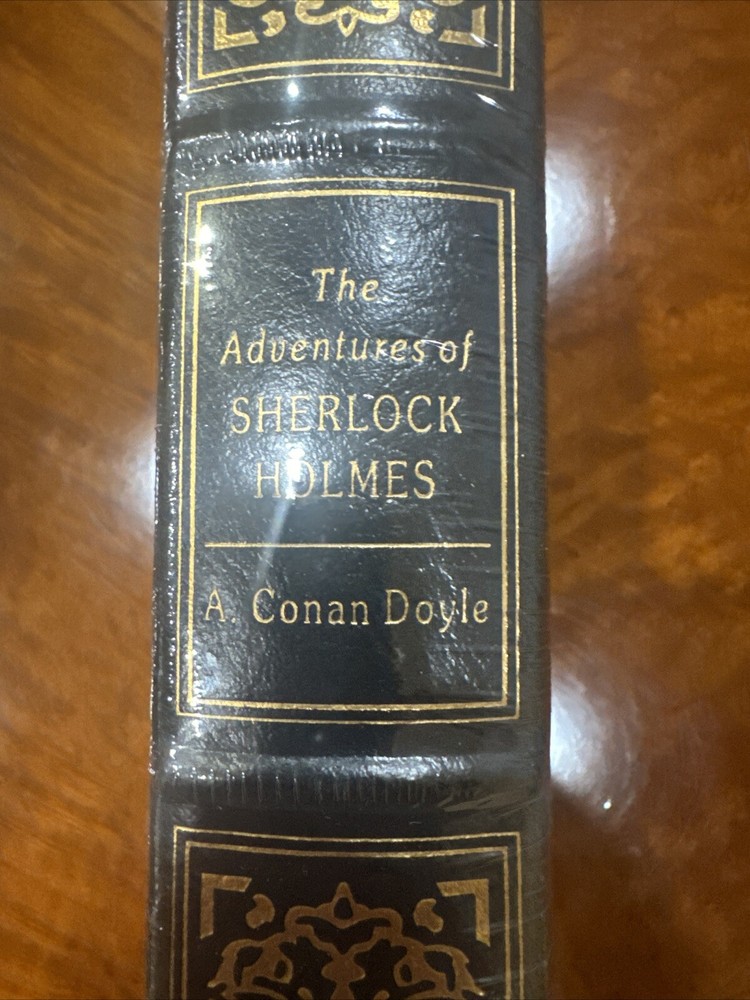 The
Adventures of
SHERLOCK
HOLMES
A. Conan Doyle